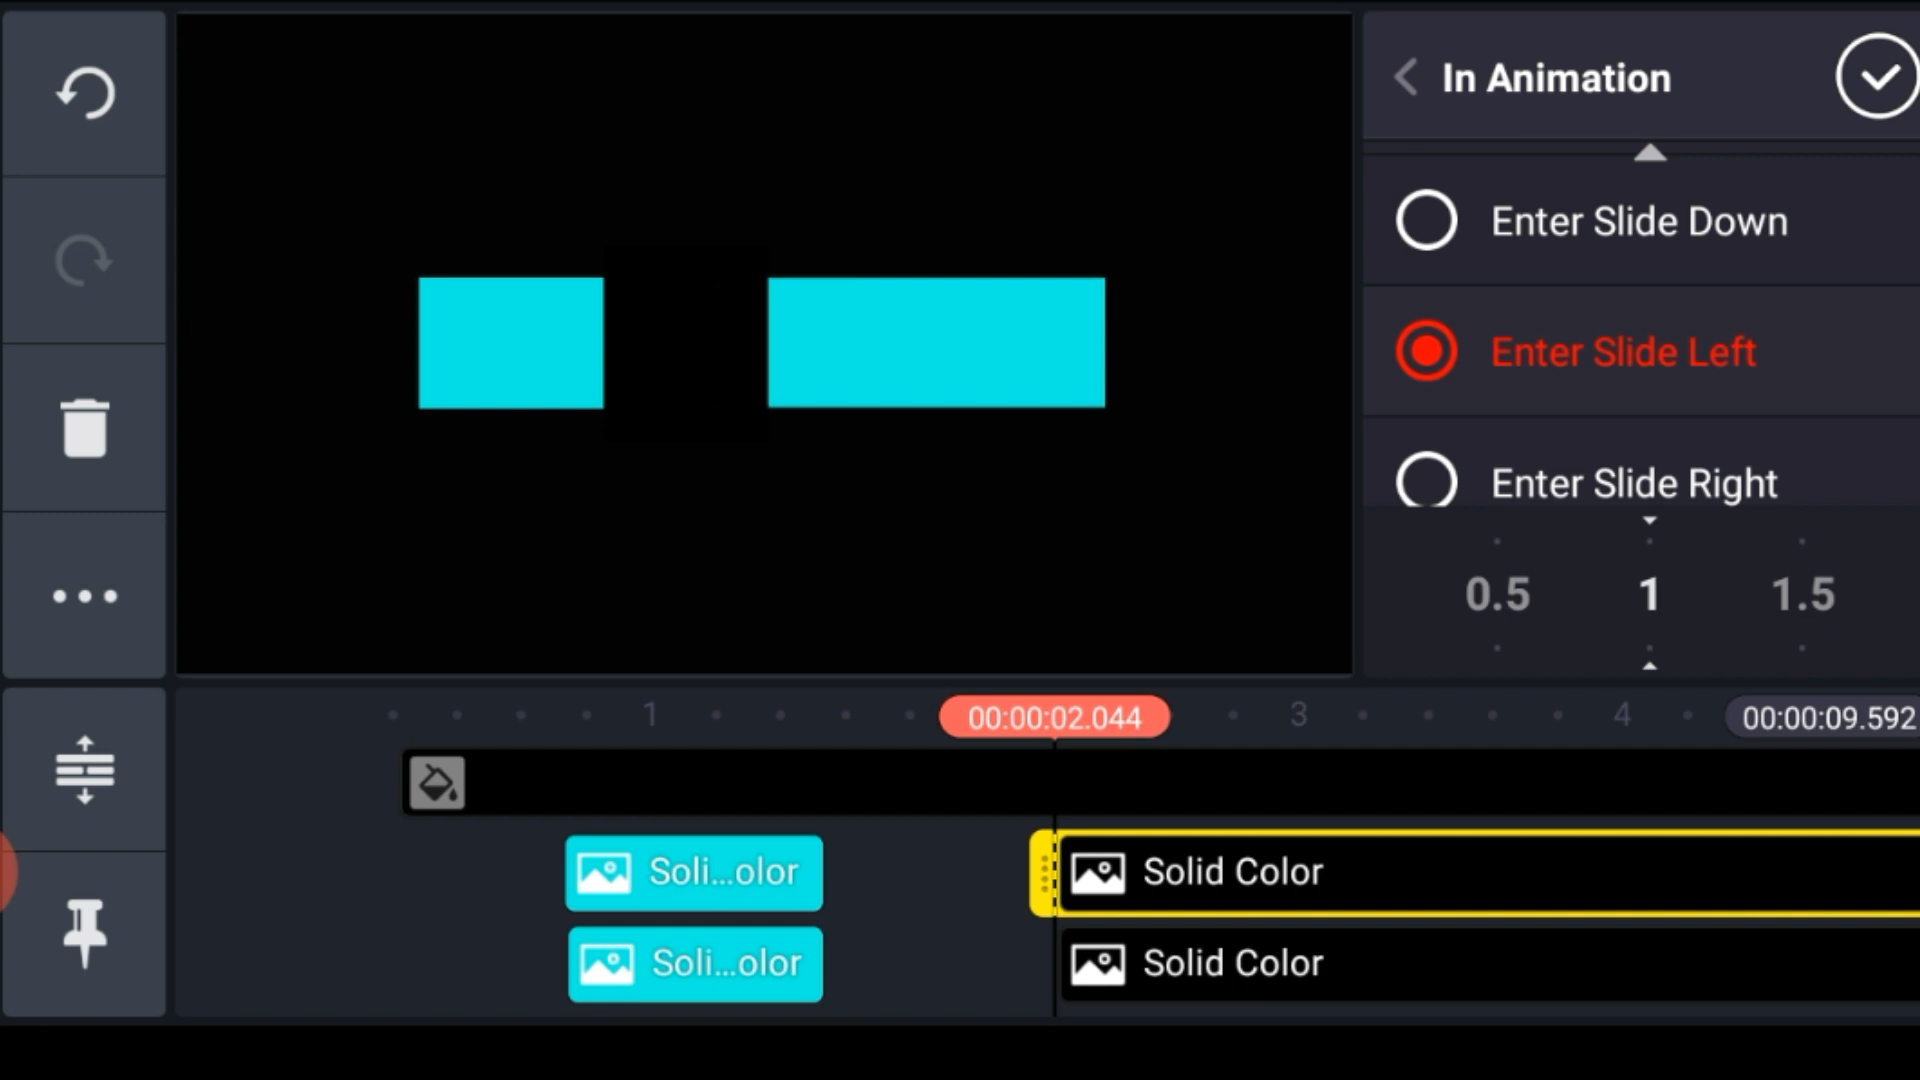 In Animation
Enter Slide Down
Enter Slide Left
Enter Slide Right
0.5 1 1.5
1 00:00:02.044 3 4 00:00:09.592
Soli...olor Solid Color
Soli...olor Solid Color